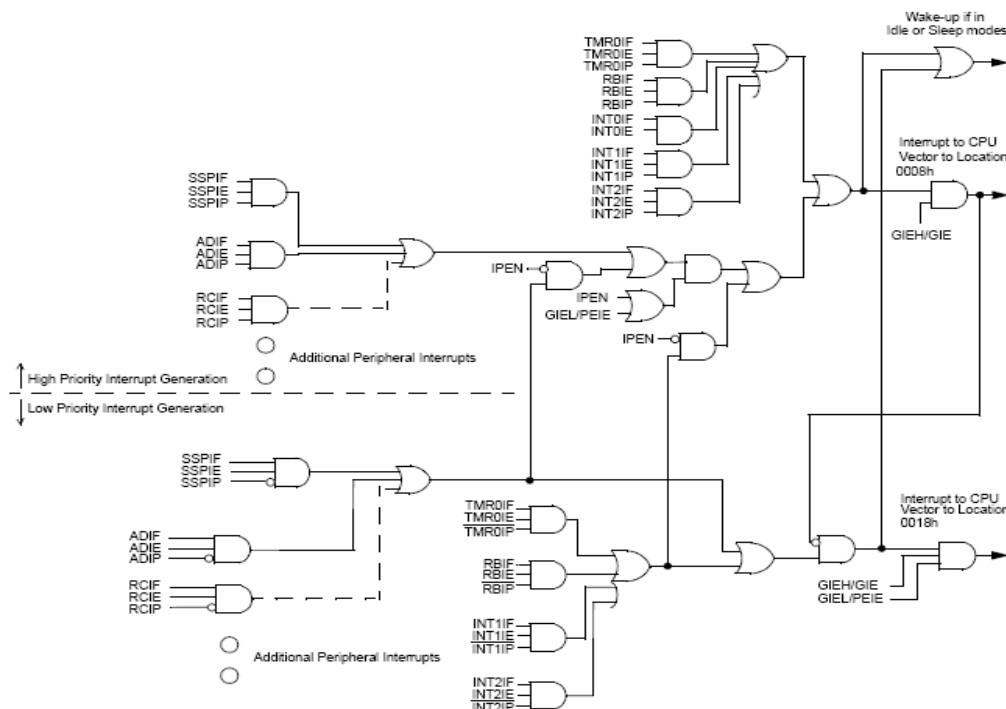 Wake-up if in
Idle or Sleep modes
TMR0IF
TMR0IE
TMR0IP
RBIF
RBIE
RBIP
INT0IF
INT0IE
INT1IF
INT1IE
INT1IP
INT2IF
INT2IE
INT2IP
Interrupt to CPU
Vector to Location
0008h
GIEH/GIE
SSPIF
SSPIE
SSPIP
ADIF
ADIE
ADIP
RCIF
RCIE
RCIP
IPEN
IPEN
GIEL/PEIE
IPEN
Additional Peripheral Interrupts
High Priority Interrupt Generation
Low Priority Interrupt Generation
SSPIF
SSPIE
SSPIP
ADIF
ADIE
ADIP
RCIF
RCIE
RCIP
Additional Peripheral Interrupts
TMR0IF
TMR0IE
TMR0IP
RBIF
RBIE
RBIP
INT1IF
INT1IE
INT1IP
INT2IF
INT2IE
INT2IP
Interrupt to CPU
Vector to Location
0018h
GIEH/GIE
GIEL/PEIE